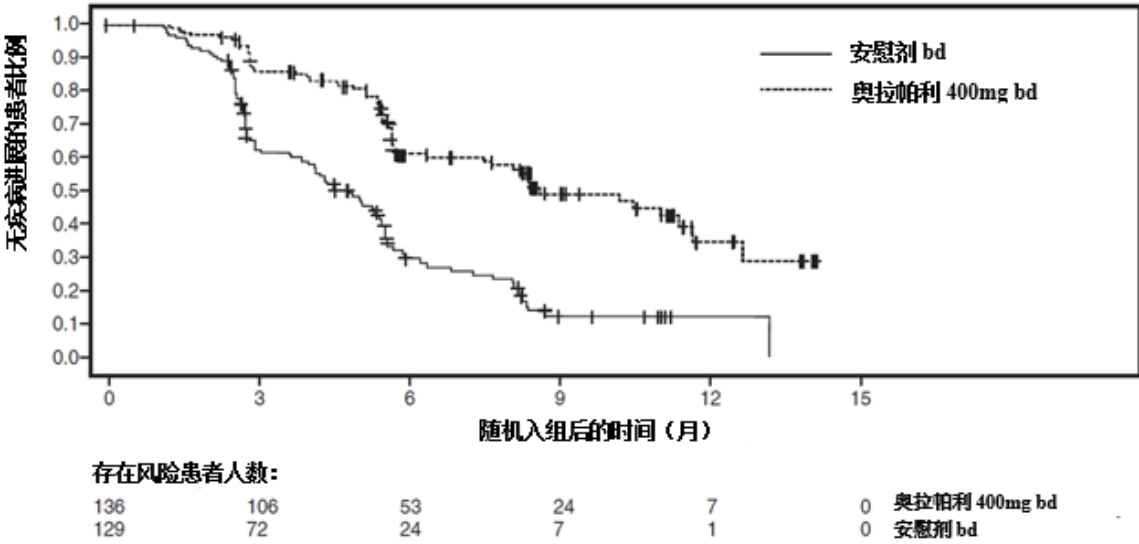 1.0
0.9
0.8
0.7
0.6
0.5
0.4
0.3
0.2
0.1
0.0
无疾病进展的患者比例
安慰剂 bd
奥拉帕利 400mg bd
0 3 6 9 12 15
随机入组后的时间（月）
存在风险患者人数：
136 106 53 24 7 0 奥拉帕利 400mg bd
129 72 24 7 1 0 安慰剂 bd